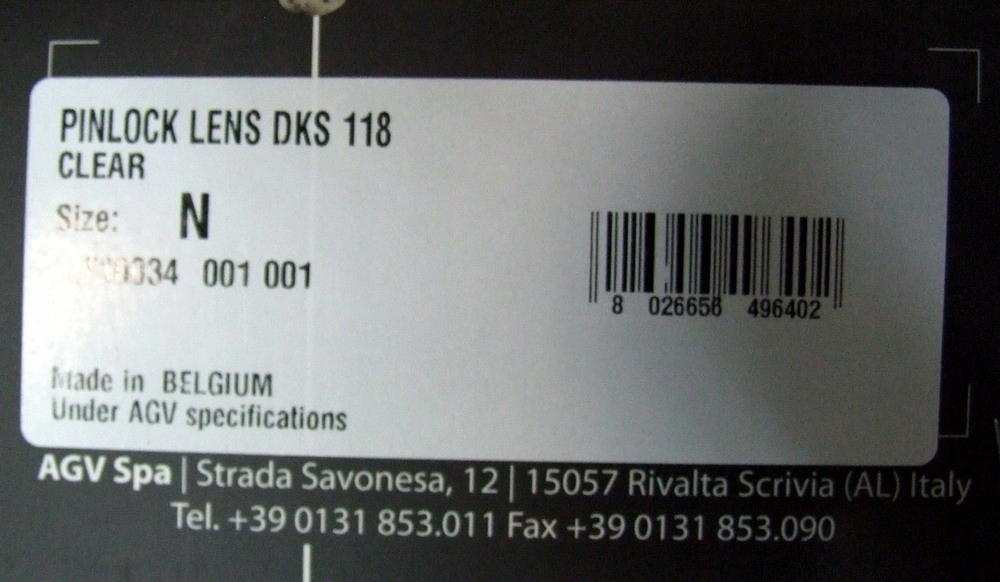 PINLOCK LENS DKS 118
CLEAR
Size: N
001 001
8 026656 496402
Made in BELGIUM
Under AGV specifications
AGV Spa | Strada Savonesa, 12 | 15057 Rivalta Scrivia (AL) Italy
Tel. +39 0131 853.011 Fax +39 0131 853.090